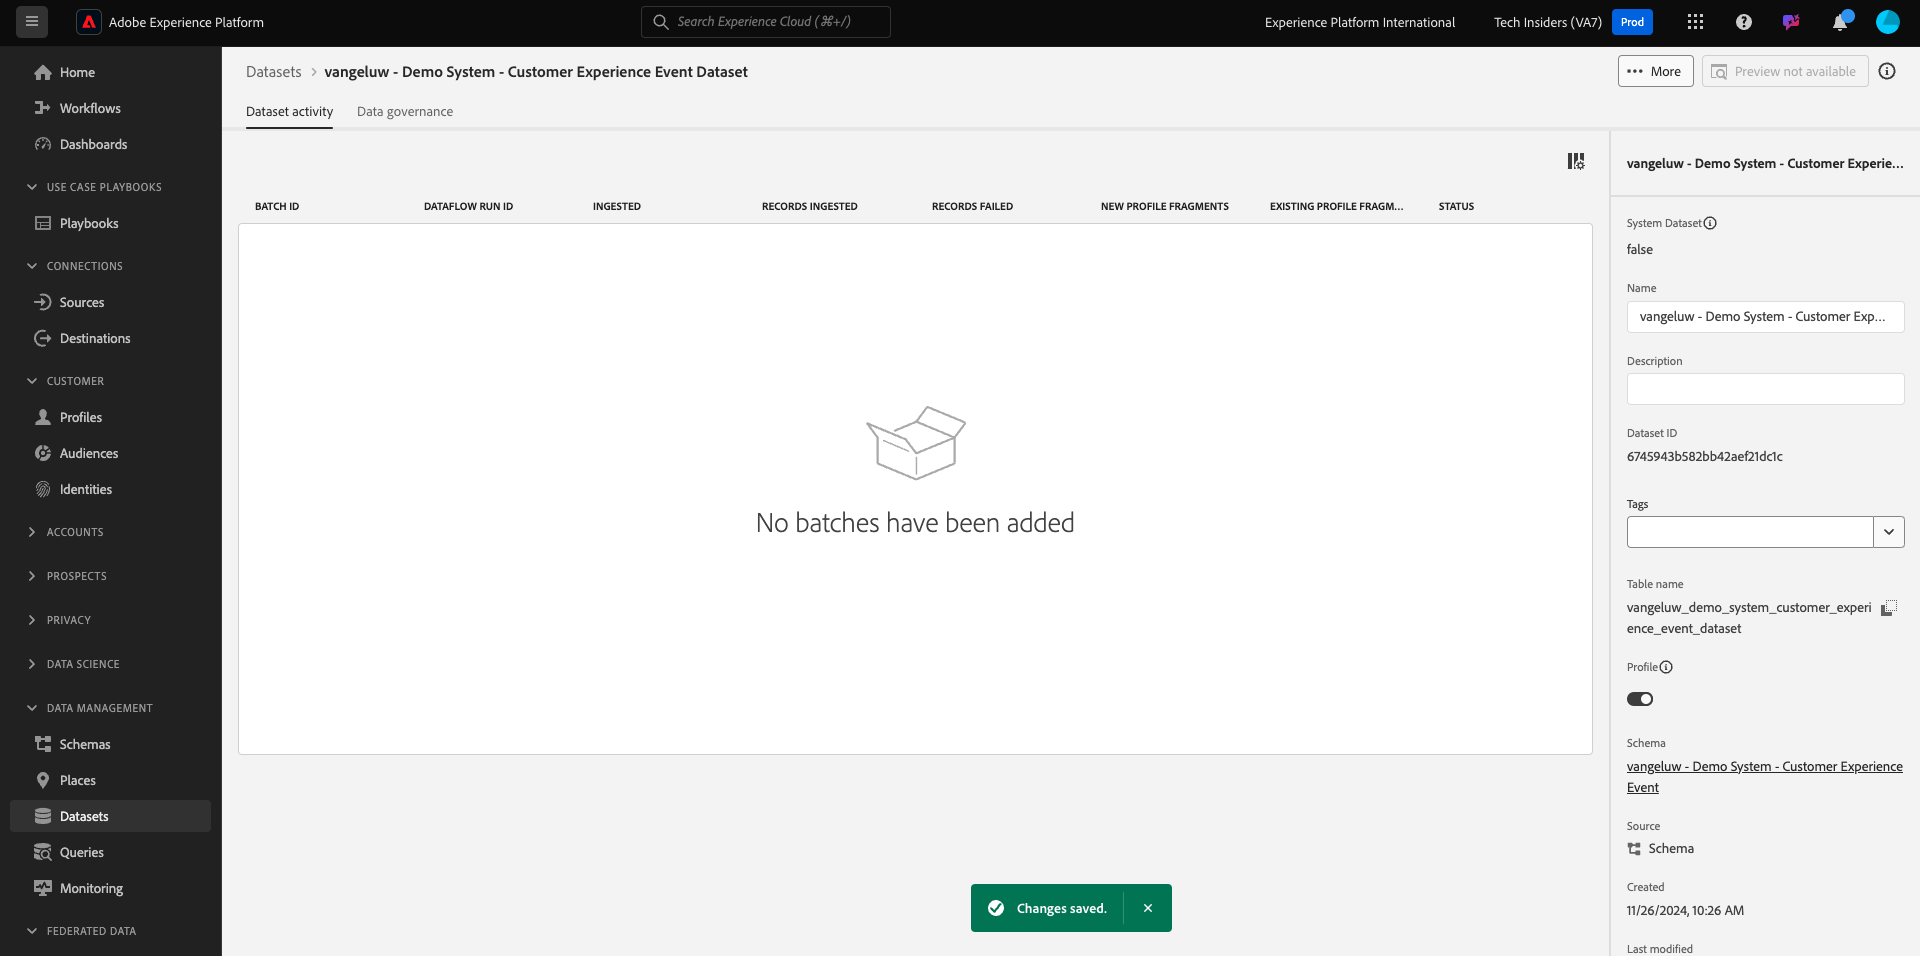 Adobe Experience Platform
Search Experience Cloud (⌘+/)
Experience Platform International
Tech Insiders (VA7)
Prod
Home
Workflows
Dashboards
USE CASE PLAYBOOKS
Playbooks
CONNECTIONS
Sources
Destinations
CUSTOMER
Profiles
Audiences
Identities
ACCOUNTS
PROSPECTS
PRIVACY
DATA SCIENCE
DATA MANAGEMENT
Schemas
Places
Datasets
Queries
Monitoring
FEDERATED DATA
Datasets > vangeluw - Demo System - Customer Experience Event Dataset
••• More
Preview not available
Dataset activity
Data governance
BATCH ID
DATAFLOW RUN ID
INGESTED
RECORDS INGESTED
RECORDS FAILED
NEW PROFILE FRAGMENTS
EXISTING PROFILE FRAGM...
STATUS
No batches have been added
Changes saved.
vangeluw - Demo System - Customer Experie...
System Dataset
false
Name
vangeluw - Demo System - Customer Exp...
Description
Dataset ID
6745943b582bb42aef21dc1c
Tags
Table name
vangeluw_demo_system_customer_experi
ence_event_dataset
Profile
Schema
vangeluw - Demo System - Customer Experience
Event
Source
Schema
Created
11/26/2024, 10:26 AM
Last modified